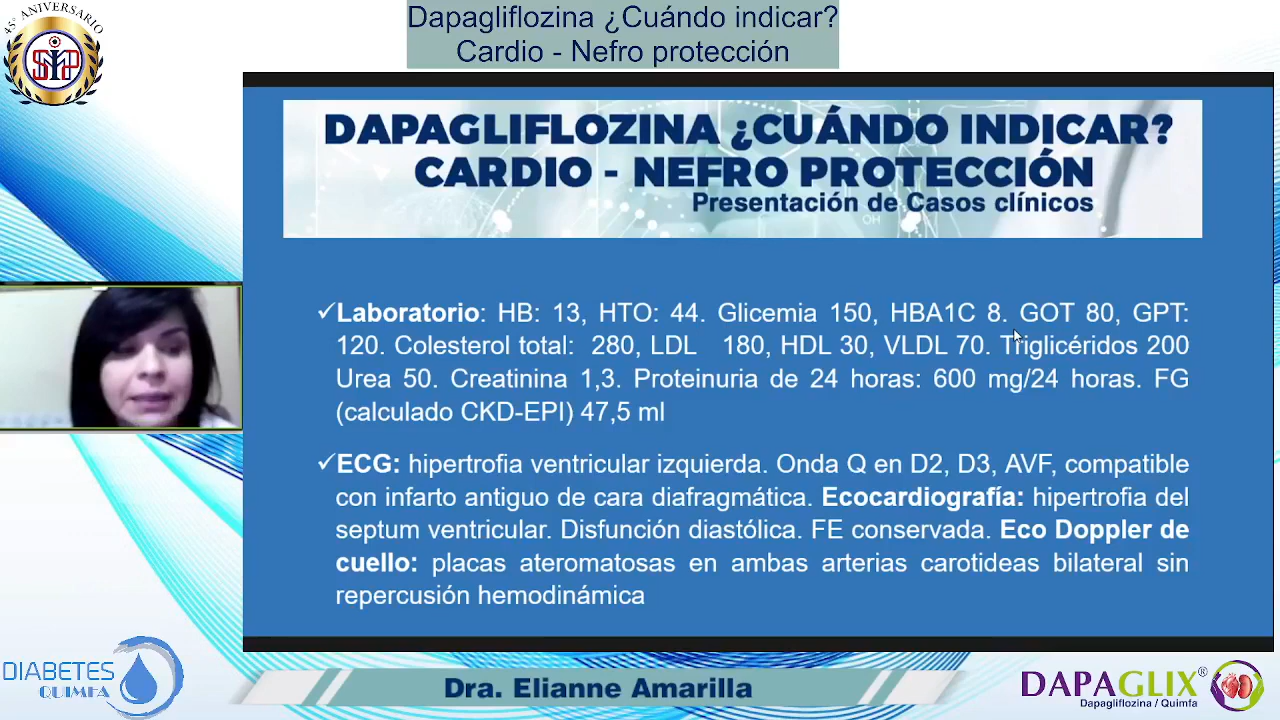 45º ANIVERSARIO
Dapagliflozina ¿Cuándo indicar?
Cardio - Nefro protección
DAPAGLIFLOZINA ¿CUÁNDO INDICAR?
CARDIO - NEFRO PROTECCIÓN
Presentación de Casos clínicos
OH
✓Laboratorio: HB: 13, HTO: 44. Glicemia 150, HBA1C 8. GOT 80, GPT:
120. Colesterol total: 280, LDL 180, HDL 30, VLDL 70. Triglicéridos 200
Urea 50. Creatinina 1,3. Proteinuria de 24 horas: 600 mg/24 horas. FG
(calculado CKD-EPI) 47,5 ml
✓ECG: hipertrofia ventricular izquierda. Onda Q en D2, D3, AVF, compatible
con infarto antiguo de cara diafragmática. Ecocardiografía: hipertrofia del
septum ventricular. Disfunción diastólica. FE conservada. Eco Doppler de
cuello: placas ateromatosas en ambas arterias carotideas bilateral sin
repercusión hemodinámica
DIABETES
QUIMFA
Dra. Elianne Amarilla
DAPAGLIX®
Dapagliflozina / Quimfa